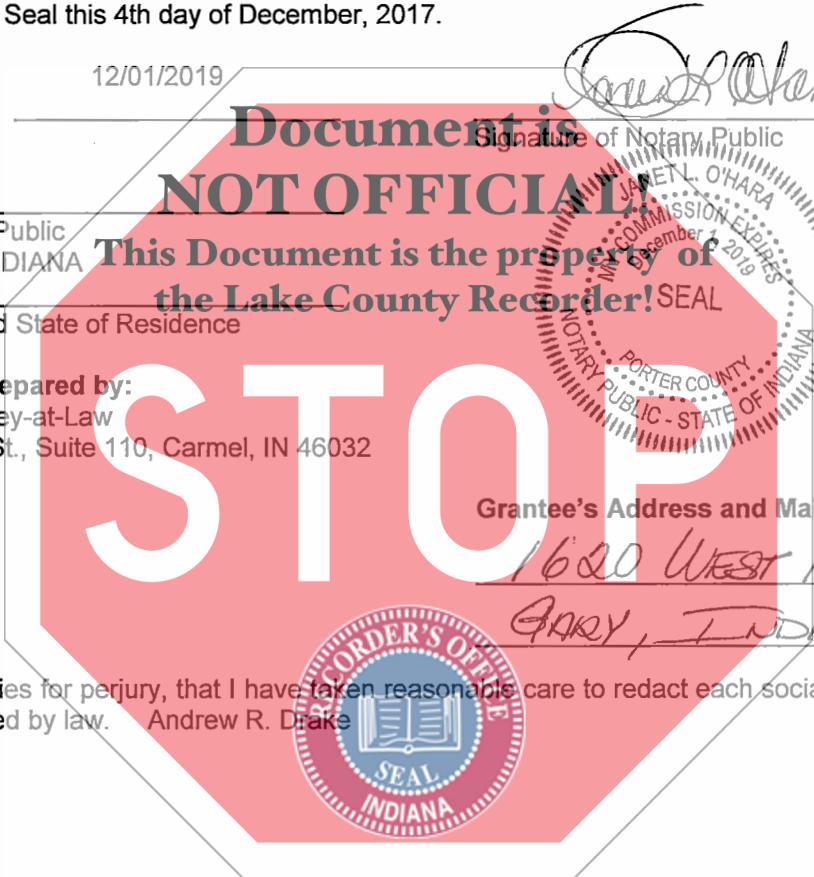 Seal this 4th day of December, 2017.
12/01/2019
Signature of Notary Public
Document is
NOT OFFICIAL!
This Document is the property of
the Lake County Recorder!
JANET L. O'HARA
MY COMMISSION EXPIRES
December 1, 2019
SEAL
PORTER COUNTY
NOTARY PUBLIC - STATE OF INDIANA
Public
DIANA
d State of Residence
epared by:
ey-at-Law
St., Suite 110, Carmel, IN 46032
STOP
Grantee's Address and Mai
1620 WEST
GARY, INDI
ies for perjury, that I have taken reasonable care to redact each socia
ed by law. Andrew R. Drake
RECORDER'S OFFICE
SEAL
INDIANA